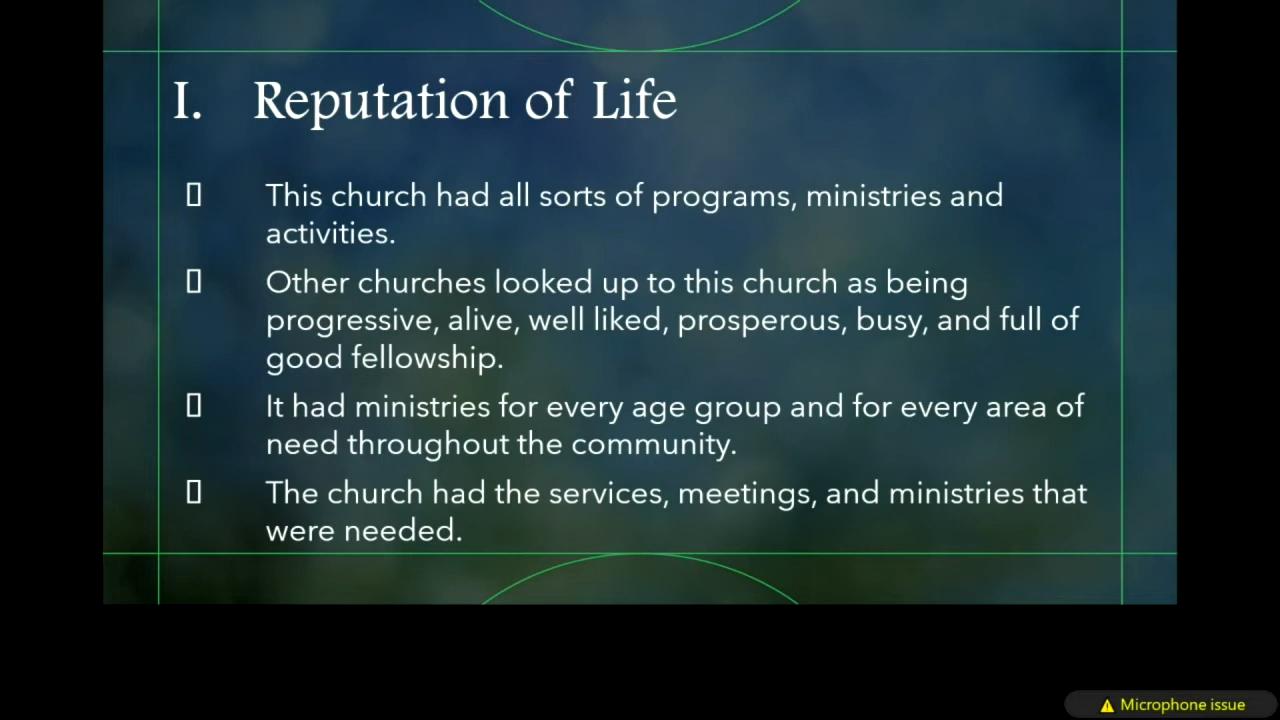 I. Reputation of Life
▯ This church had all sorts of programs, ministries and
activities.
▯ Other churches looked up to this church as being
progressive, alive, well liked, prosperous, busy, and full of
good fellowship.
▯ It had ministries for every age group and for every area of
need throughout the community.
▯ The church had the services, meetings, and ministries that
were needed.
Microphone issue